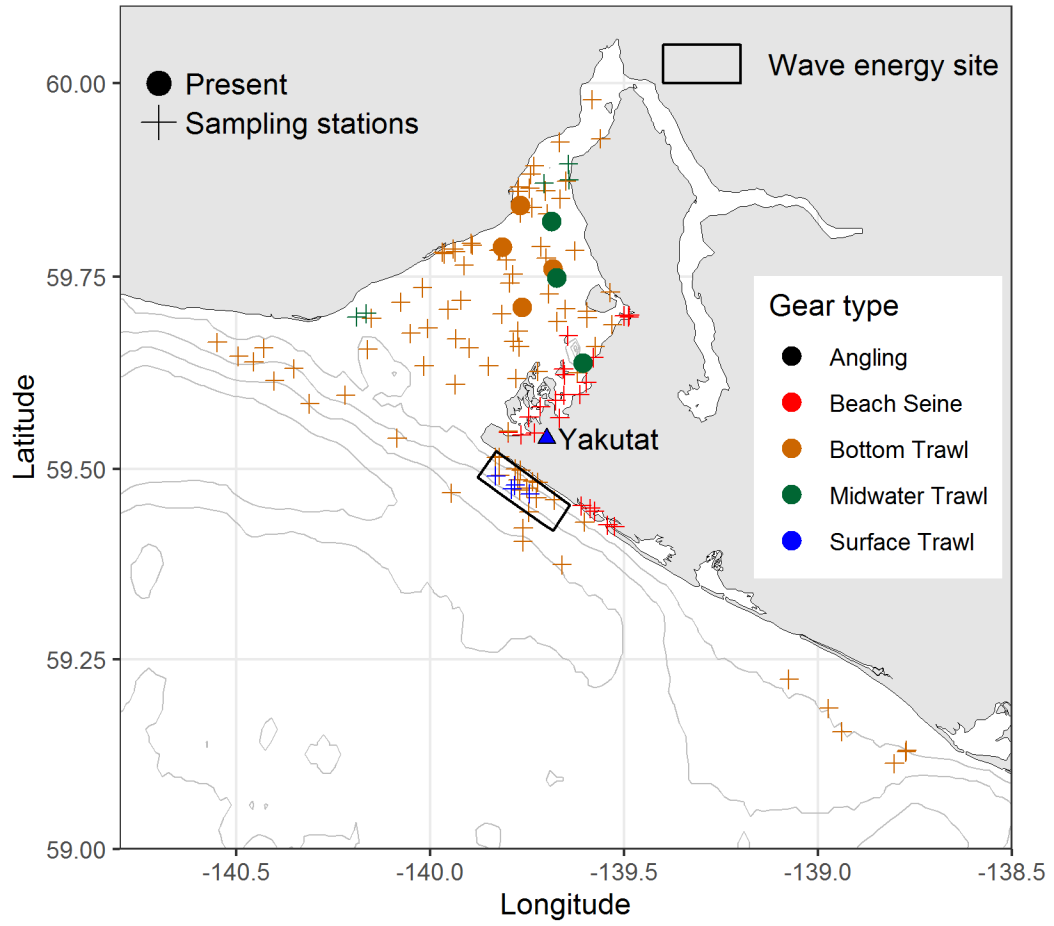 Present
Sampling stations
Wave energy site
60.00
59.75
59.50
59.25
59.00
Latitude
Yakutat
Gear type
Angling
Beach Seine
Bottom Trawl
Midwater Trawl
Surface Trawl
-140.5
-140.0
-139.5
-139.0
-138.5
Longitude